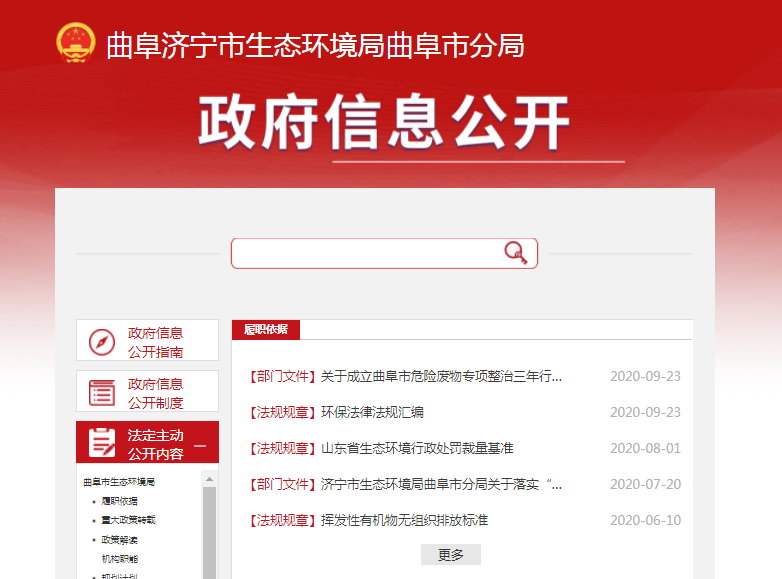 曲阜济宁市生态环境局曲阜市分局
政府信息公开
政府信息
公开指南
政府信息
公开制度
法定主动
公开内容
曲阜市生态环境局
履职依据
重大政策转载
政策解读
机构职能
规划计划
履职依据
【部门文件】关于成立曲阜市危险废物专项整治三年行... 2020-09-23
【法规规章】环保法律法规汇编 2020-09-23
【法规规章】山东省生态环境行政处罚裁量基准 2020-08-01
【部门文件】济宁市生态环境局曲阜市分局关于落实“... 2020-07-20
【法规规章】挥发性有机物无组织排放标准 2020-06-10
更多